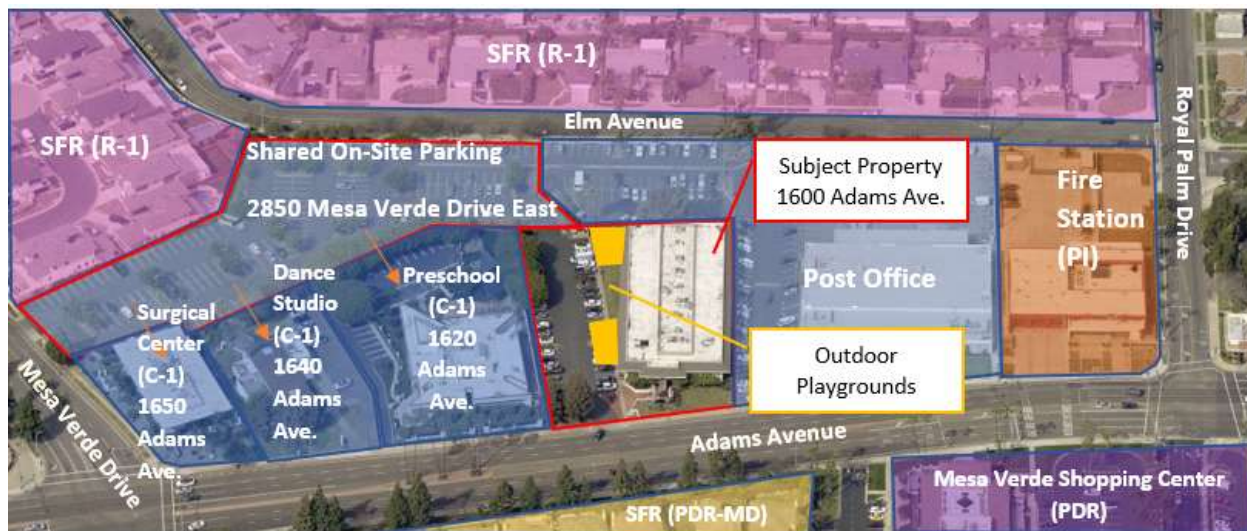 SFR (R-1)
SFR (R-1)
Elm Avenue
Royal Palm Drive
Shared On-Site Parking
2850 Mesa Verde Drive East
Subject Property
1600 Adams Ave.
Fire
Station
(PI)
Surgical
Center
(C-1)
1650
Adams
Ave.
Dance
Studio
(C-1)
1640
Adams
Ave.
Preschool
(C-1)
1620
Adams
Ave.
Post Office
Outdoor
Playgrounds
Mesa Verde Drive
Adams Avenue
SFR (PDR-MD)
Mesa Verde Shopping Center
(PDR)